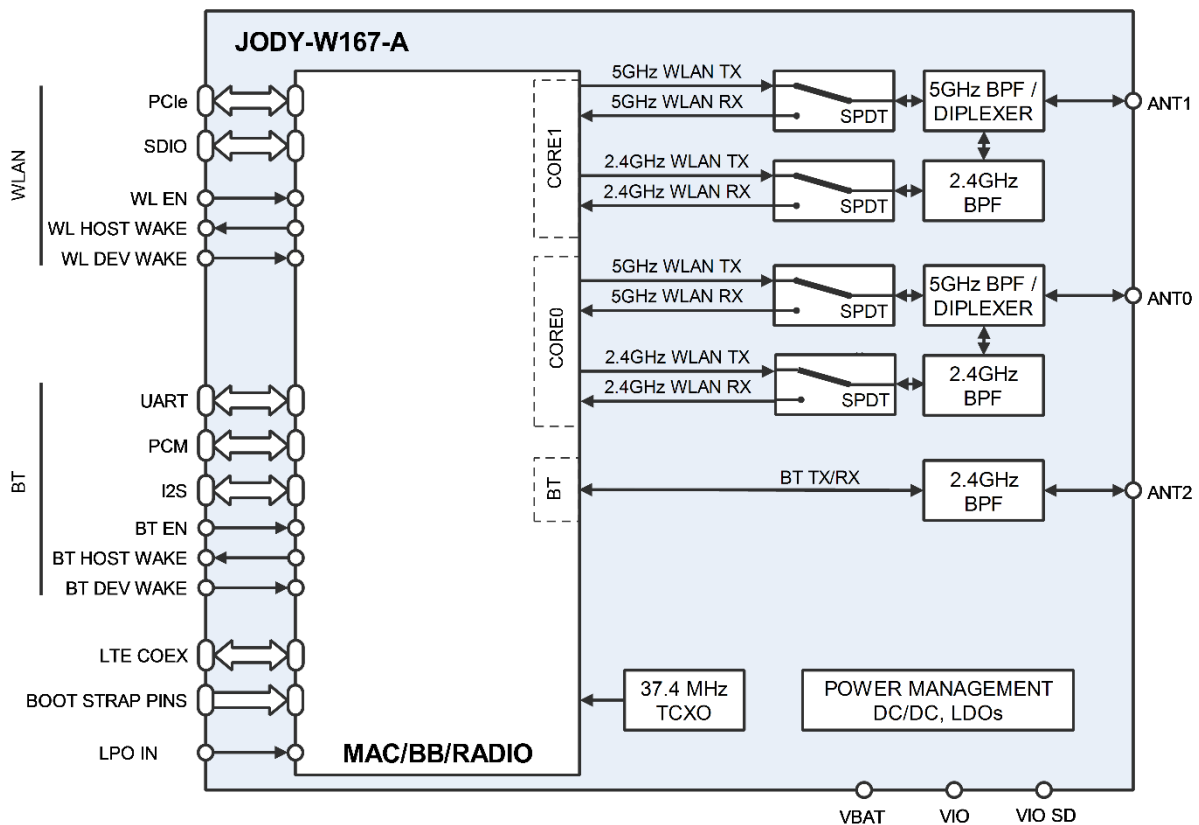 JODY-W167-A
WLAN
PCIe
SDIO
WL EN
WL HOST WAKE
WL DEV WAKE
BT
UART
PCM
I2S
BT EN
BT HOST WAKE
BT DEV WAKE
LTE COEX
BOOT STRAP PINS
LPO IN
MAC/BB/RADIO
CORE1
5GHz WLAN TX
5GHz WLAN RX
SPDT
5GHz BPF /
DIPLEXER
ANT1
2.4GHz WLAN TX
2.4GHz WLAN RX
SPDT
2.4GHz
BPF
CORE0
5GHz WLAN TX
5GHz WLAN RX
SPDT
5GHz BPF /
DIPLEXER
ANT0
2.4GHz WLAN TX
2.4GHz WLAN RX
SPDT
2.4GHz
BPF
BT
BT TX/RX
2.4GHz
BPF
ANT2
37.4 MHz
TCXO
POWER MANAGEMENT
DC/DC, LDOs
VBAT
VIO
VIO SD